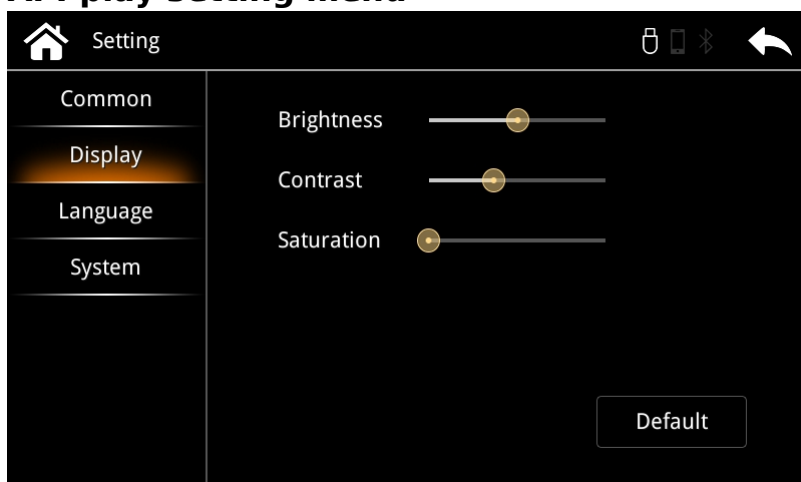 Setting
Common
Display
Language
System
Brightness
Contrast
Saturation
Default